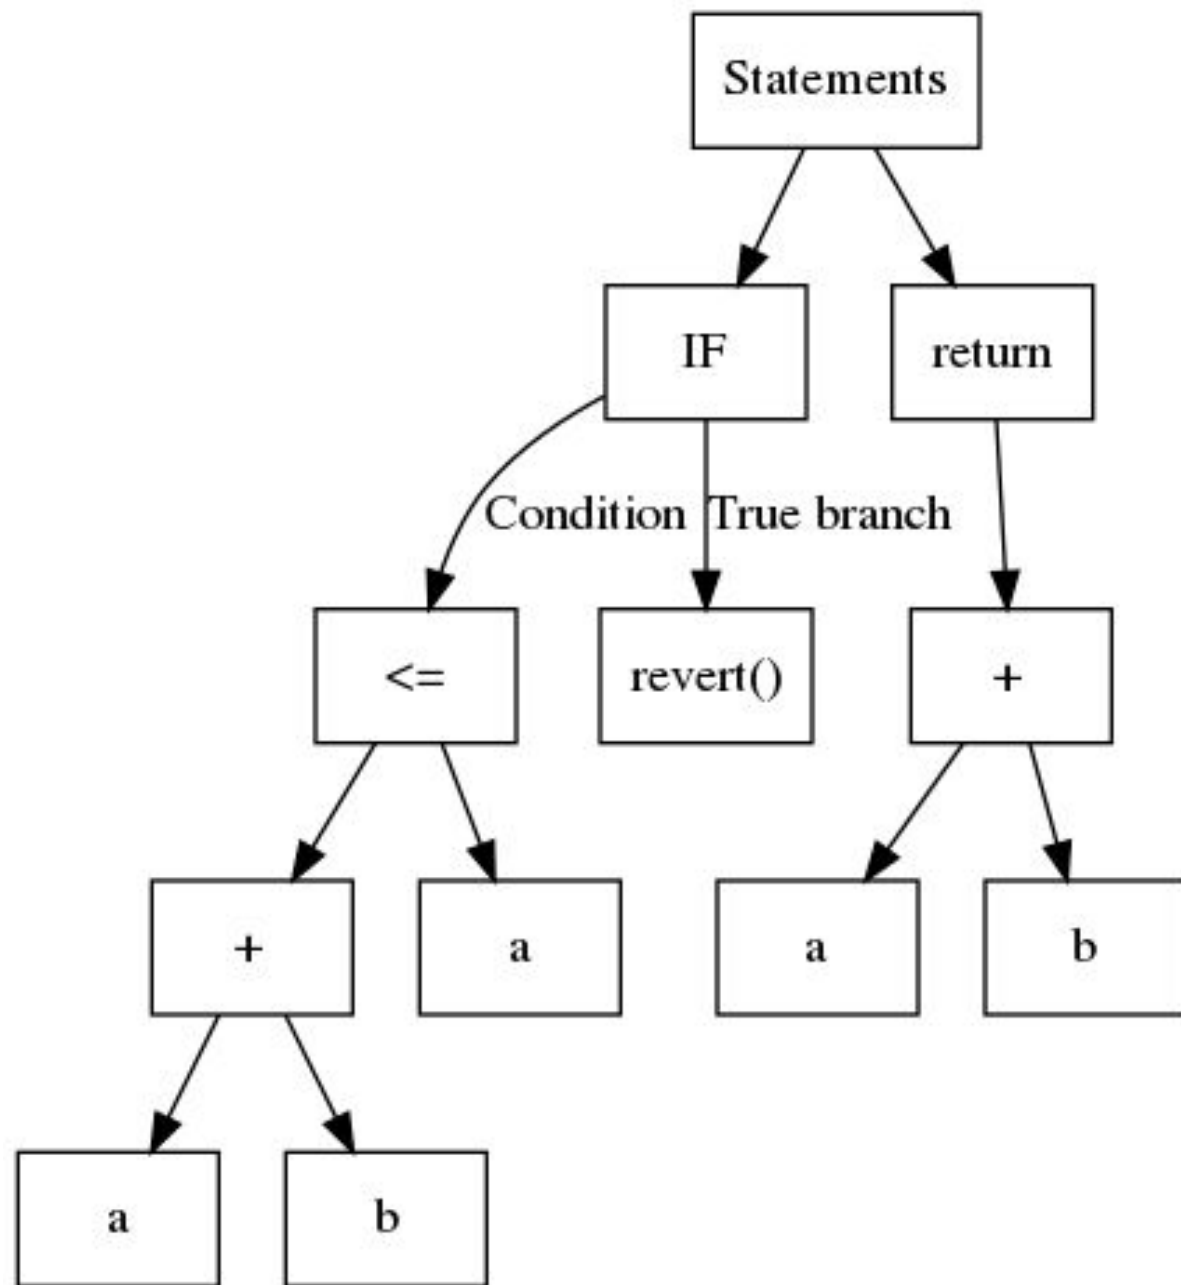 Statements
IF
return
Condition
True branch
<=
revert()
+
+
a
a
b
a
b